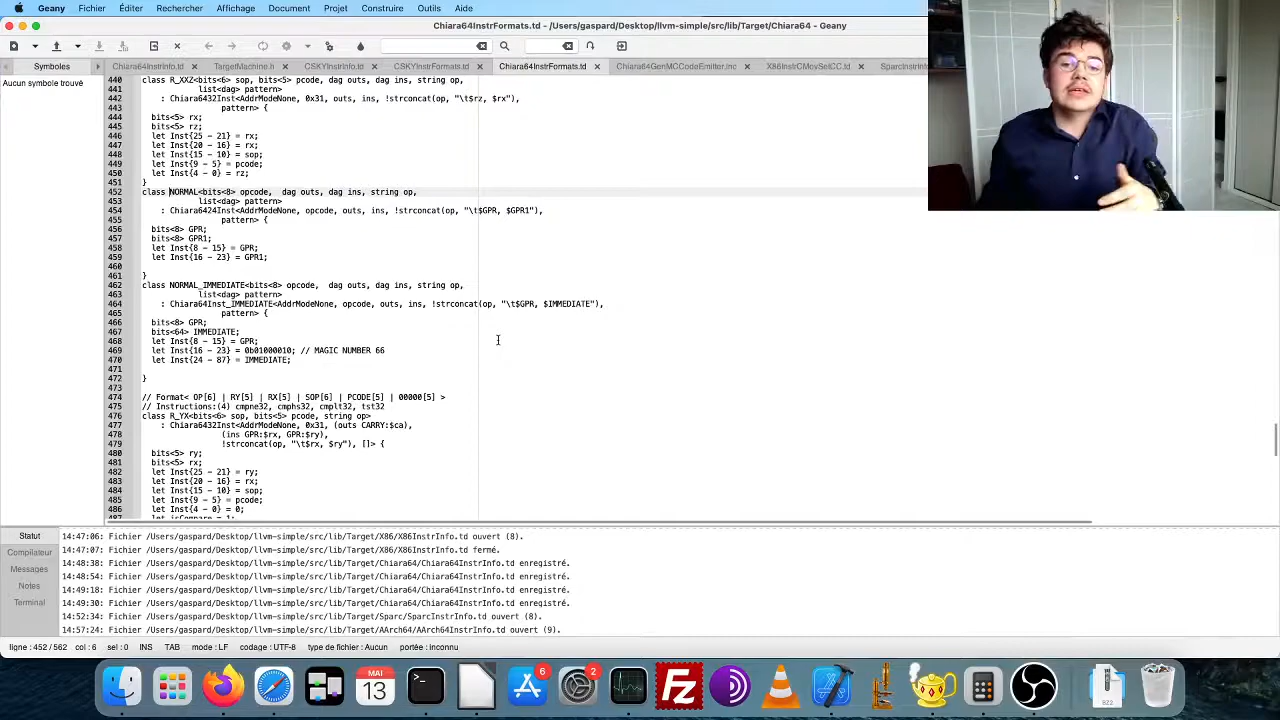 Geany Fichier Éditer Rechercher Affichage Document Projet Construire Outils Aide
Chiara64InstrFormats.td - /Users/gaspard/Desktop/llvm-simple/src/lib/Target/Chiara64 - Geany
Symboles Chiara64InstrInfo.td TargetMachine.h CSKYInstrInfo.td CSKYInstrFormats.td Chiara64InstrFormats.td Chiara64GenMCCodeEmitter.inc X86InstrCMovSetCC.td SparcInstrInfo
Aucun symbole trouvé
440 class R_XXZ<bits<6> sop, bits<5> pcode, dag outs, dag ins, string op,
441 list<dag> pattern>
442 : Chiara6432Inst<AddrModeNone, 0x31, outs, ins, !strconcat(op, "\t$rz, $rx"),
443 pattern> {
444 bits<5> rx;
445 bits<5> rz;
446 let Inst{25 - 21} = rx;
447 let Inst{20 - 16} = rx;
448 let Inst{15 - 10} = sop;
449 let Inst{9 - 5} = pcode;
450 let Inst{4 - 0} = rz;
451 }
452 class NORMAL<bits<8> opcode, dag outs, dag ins, string op,
453 list<dag> pattern>
454 : Chiara6424Inst<AddrModeNone, opcode, outs, ins, !strconcat(op, "\t$GPR, $GPR1"),
455 pattern> {
456 bits<8> GPR;
457 bits<8> GPR1;
458 let Inst{8 - 15} = GPR;
459 let Inst{16 - 23} = GPR1;
460
461 }
462 class NORMAL_IMMEDIATE<bits<8> opcode, dag outs, dag ins, string op,
463 list<dag> pattern>
464 : Chiara64Inst_IMMEDIATE<AddrModeNone, opcode, outs, ins, !strconcat(op, "\t$GPR, $IMMEDIATE"),
465 pattern> {
466 bits<8> GPR;
467 bits<64> IMMEDIATE;
468 let Inst{8 - 15} = GPR;
469 let Inst{16 - 23} = 0b01000010; // MAGIC NUMBER 66
470 let Inst{24 - 87} = IMMEDIATE;
471
472 }
473
474 // Format< OP[6] | RY[5] | RX[5] | SOP[6] | PCODE[5] | 00000[5] >
475 // Instructions:(4) cmpne32, cmphs32, cmplt32, tst32
476 class R_YX<bits<6> sop, bits<5> pcode, string op>
477 : Chiara6432Inst<AddrModeNone, 0x31, (outs CARRY:$ca),
478 (ins GPR:$rx, GPR:$ry),
479 !strconcat(op, "\t$rx, $ry"), []> {
480 bits<5> ry;
481 bits<5> rx;
482 let Inst{25 - 21} = ry;
483 let Inst{20 - 16} = rx;
484 let Inst{15 - 10} = sop;
485 let Inst{9 - 5} = pcode;
486 let Inst{4 - 0} = 0;
487 let isCompare = 1;
Statut 14:47:06: Fichier /Users/gaspard/Desktop/llvm-simple/src/lib/Target/X86/X86InstrInfo.td ouvert (8).
Compilateur 14:47:07: Fichier /Users/gaspard/Desktop/llvm-simple/src/lib/Target/X86/X86InstrInfo.td fermé.
Messages 14:48:38: Fichier /Users/gaspard/Desktop/llvm-simple/src/lib/Target/Chiara64/Chiara64InstrInfo.td enregistré.
14:48:54: Fichier /Users/gaspard/Desktop/llvm-simple/src/lib/Target/Chiara64/Chiara64InstrInfo.td enregistré.
Notes 14:49:18: Fichier /Users/gaspard/Desktop/llvm-simple/src/lib/Target/Chiara64/Chiara64InstrInfo.td enregistré.
Terminal 14:49:30: Fichier /Users/gaspard/Desktop/llvm-simple/src/lib/Target/Chiara64/Chiara64InstrInfo.td enregistré.
14:52:34: Fichier /Users/gaspard/Desktop/llvm-simple/src/lib/Target/Sparc/SparcInstrInfo.td ouvert (8).
14:57:24: Fichier /Users/gaspard/Desktop/llvm-simple/src/lib/Target/AArch64/AArch64InstrInfo.td ouvert (9).
ligne : 452 / 562 col : 6 sel : 0 INS TAB mode : LF codage : UTF-8 type de fichier : Aucun portée : inconnu
MAI
13
6
2
Fz
SZ2